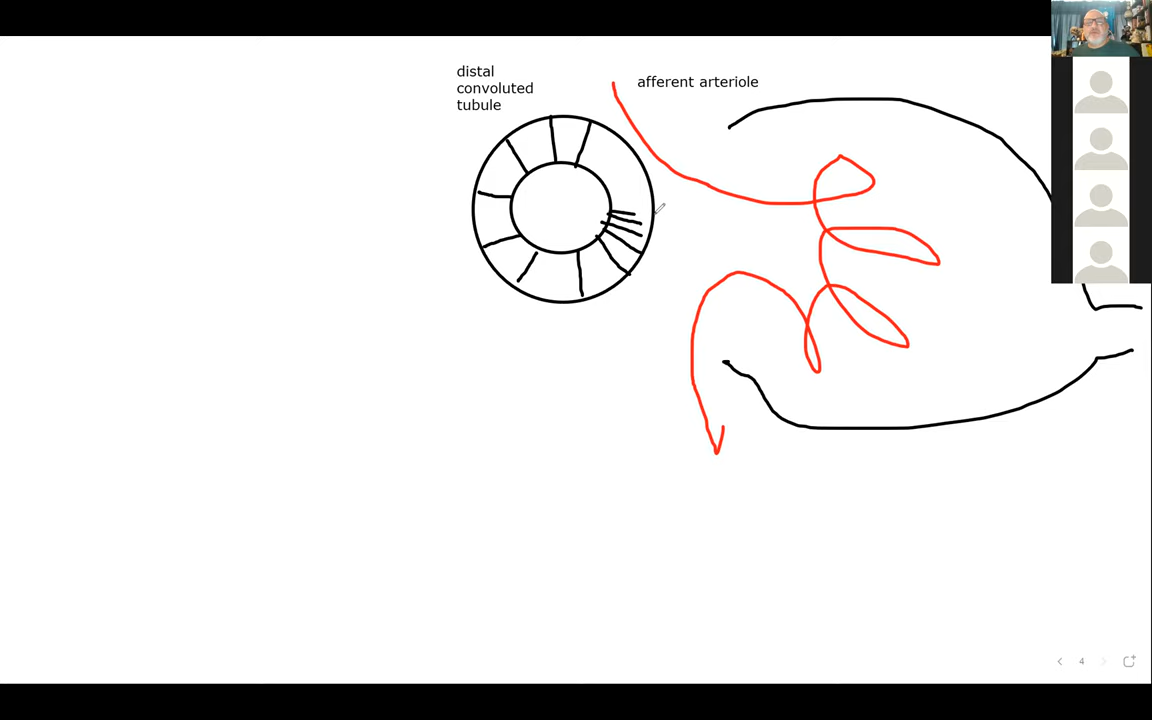 distal
convoluted
tubule
afferent arteriole
4